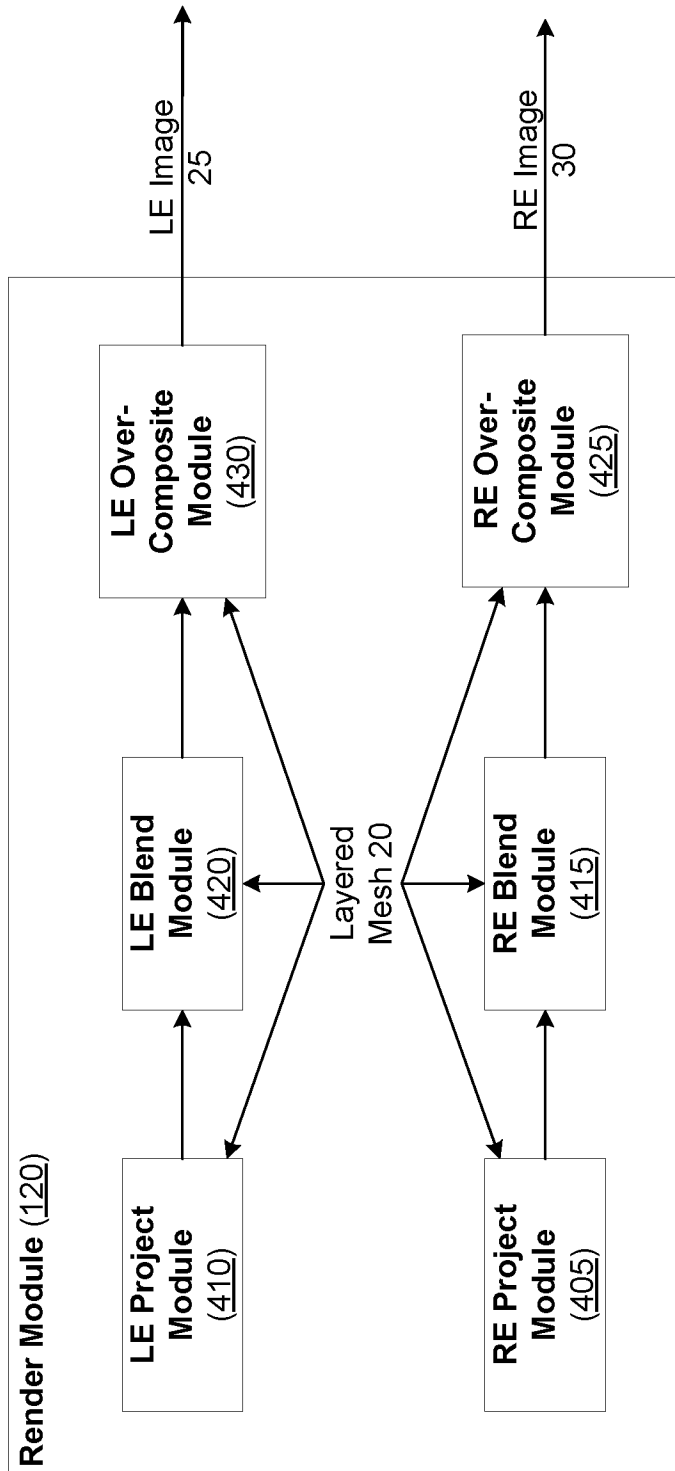 Render Module (120)
LE Project
Module
(410)
LE Blend
Module
(420)
LE Over-
Composite
Module
(430)
LE Image
25
Layered
Mesh 20
RE Project
Module
(405)
RE Blend
Module
(415)
RE Over-
Composite
Module
(425)
RE Image
30